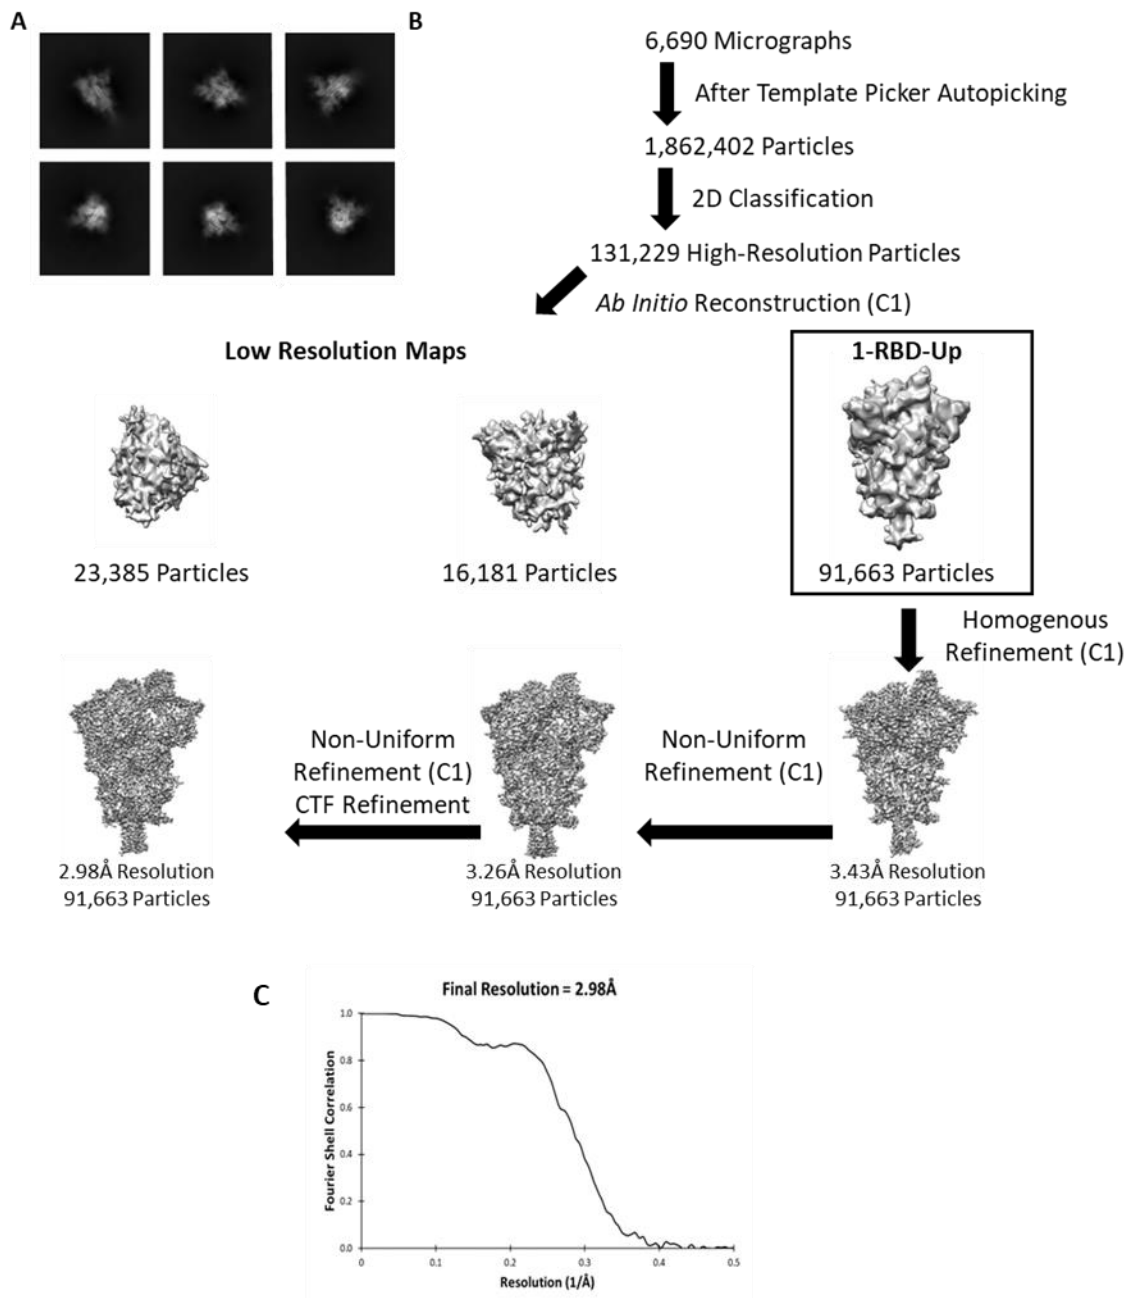 A
B
6,690 Micrographs
After Template Picker Autopicking
1,862,402 Particles
2D Classification
131,229 High-Resolution Particles
Ab Initio Reconstruction (C1)
Low Resolution Maps
1-RBD-Up
23,385 Particles
16,181 Particles
91,663 Particles
Homogenous
Refinement (C1)
Non-Uniform
Refinement (C1)
CTF Refinement
Non-Uniform
Refinement (C1)
2.98Å Resolution
91,663 Particles
3.26Å Resolution
91,663 Particles
3.43Å Resolution
91,663 Particles
C
Final Resolution = 2.98Å
Fourier Shell Correlation
1.0
0.8
0.6
0.4
0.2
0.0
0
0.1
0.2
0.3
0.4
0.5
Resolution (1/Å)